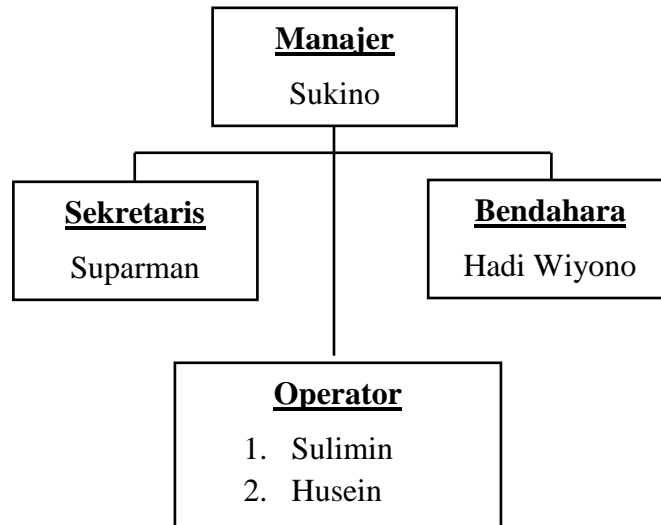 Manajer
Sukino
Sekretaris
Suparman
Bendahara
Hadi Wiyono
Operator
1. Sulimin
2. Husein